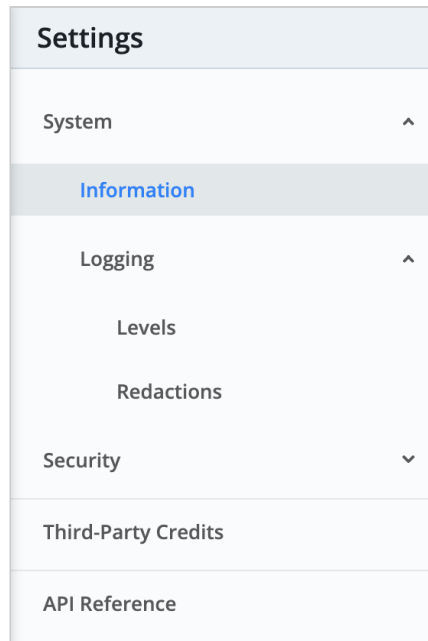 Settings
System
Information
Logging
Levels
Redactions
Security
Third-Party Credits
API Reference